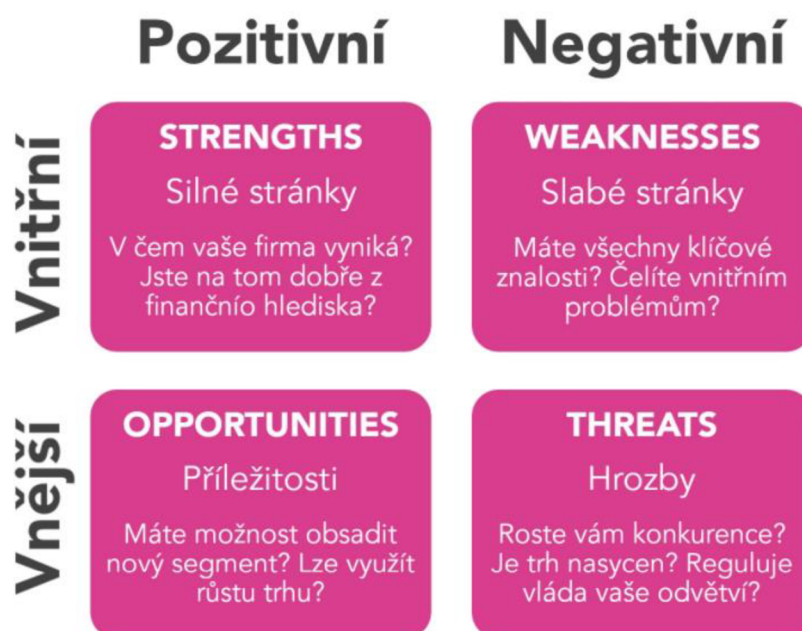 Pozitivní
Negativní
Vnitřní
STRENGTHS
Silné stránky
V čem vaše firma vyniká?
Jste na tom dobře z
finančnío hlediska?
WEAKNESSES
Slabé stránky
Máte všechny klíčové
znalosti? Čelíte vnitřním
problémům?
Vnější
OPPORTUNITIES
Příležitosti
Máte možnost obsadit
nový segment? Lze využít
růstu trhu?
THREATS
Hrozby
Roste vám konkurence?
Je trh nasycen? Reguluje
vláda vaše odvětví?